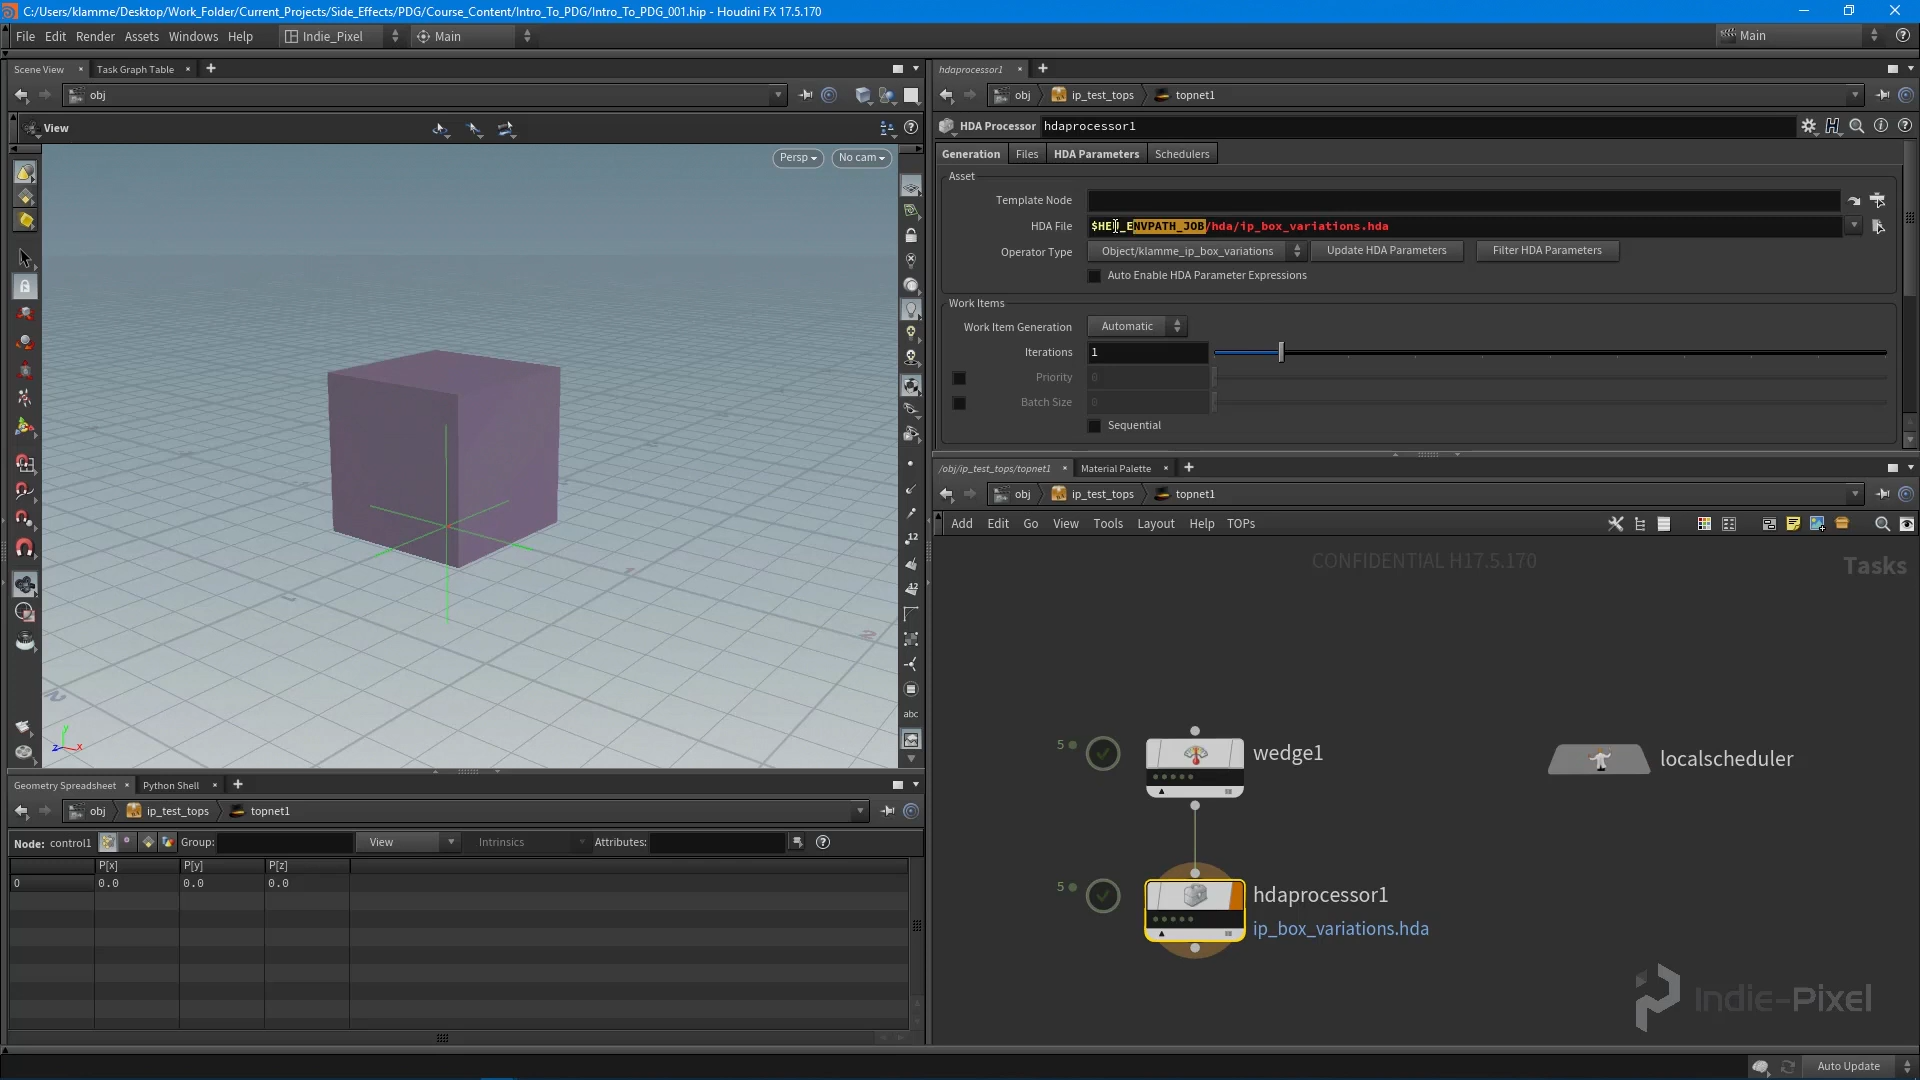 C:/Users/klamme/Desktop/Work_Folder/Current_Projects/Side_Effects/PDG/Course_Content/Intro_To_PDG/Intro_To_PDG_001.hip - Houdini FX 17.5.170
File Edit Render Assets Windows Help Indie_Pixel Main Main
Scene View Task Graph Table
obj
View
Persp No cam
abc
Geometry Spreadsheet Python Shell
obj ip_test_tops topnet1
Node: control1 Group: View Intrinsics Attributes:
P[x] P[y] P[z]
0 0.0 0.0 0.0
hdaprocessor1
obj ip_test_tops topnet1
HDA Processor hdaprocessor1
Generation Files HDA Parameters Schedulers
Asset
Template Node
HDA File /hda/ip_box_variations.hda
Operator Type Object/klamme_ip_box_variations Update HDA Parameters Filter HDA Parameters
Auto Enable HDA Parameter Expressions
Work Items
Work Item Generation Automatic
Iterations 1
Priority 0
Batch Size 0
Sequential
/obj/ip_test_tops/topnet1 Material Palette
obj ip_test_tops topnet1
Add Edit Go View Tools Layout Help TOPs
CONFIDENTIAL H17.5.170 Tasks
5 wedge1
localscheduler
5 hdaprocessor1
ip_box_variations.hda
Indie-Pixel
Auto Update